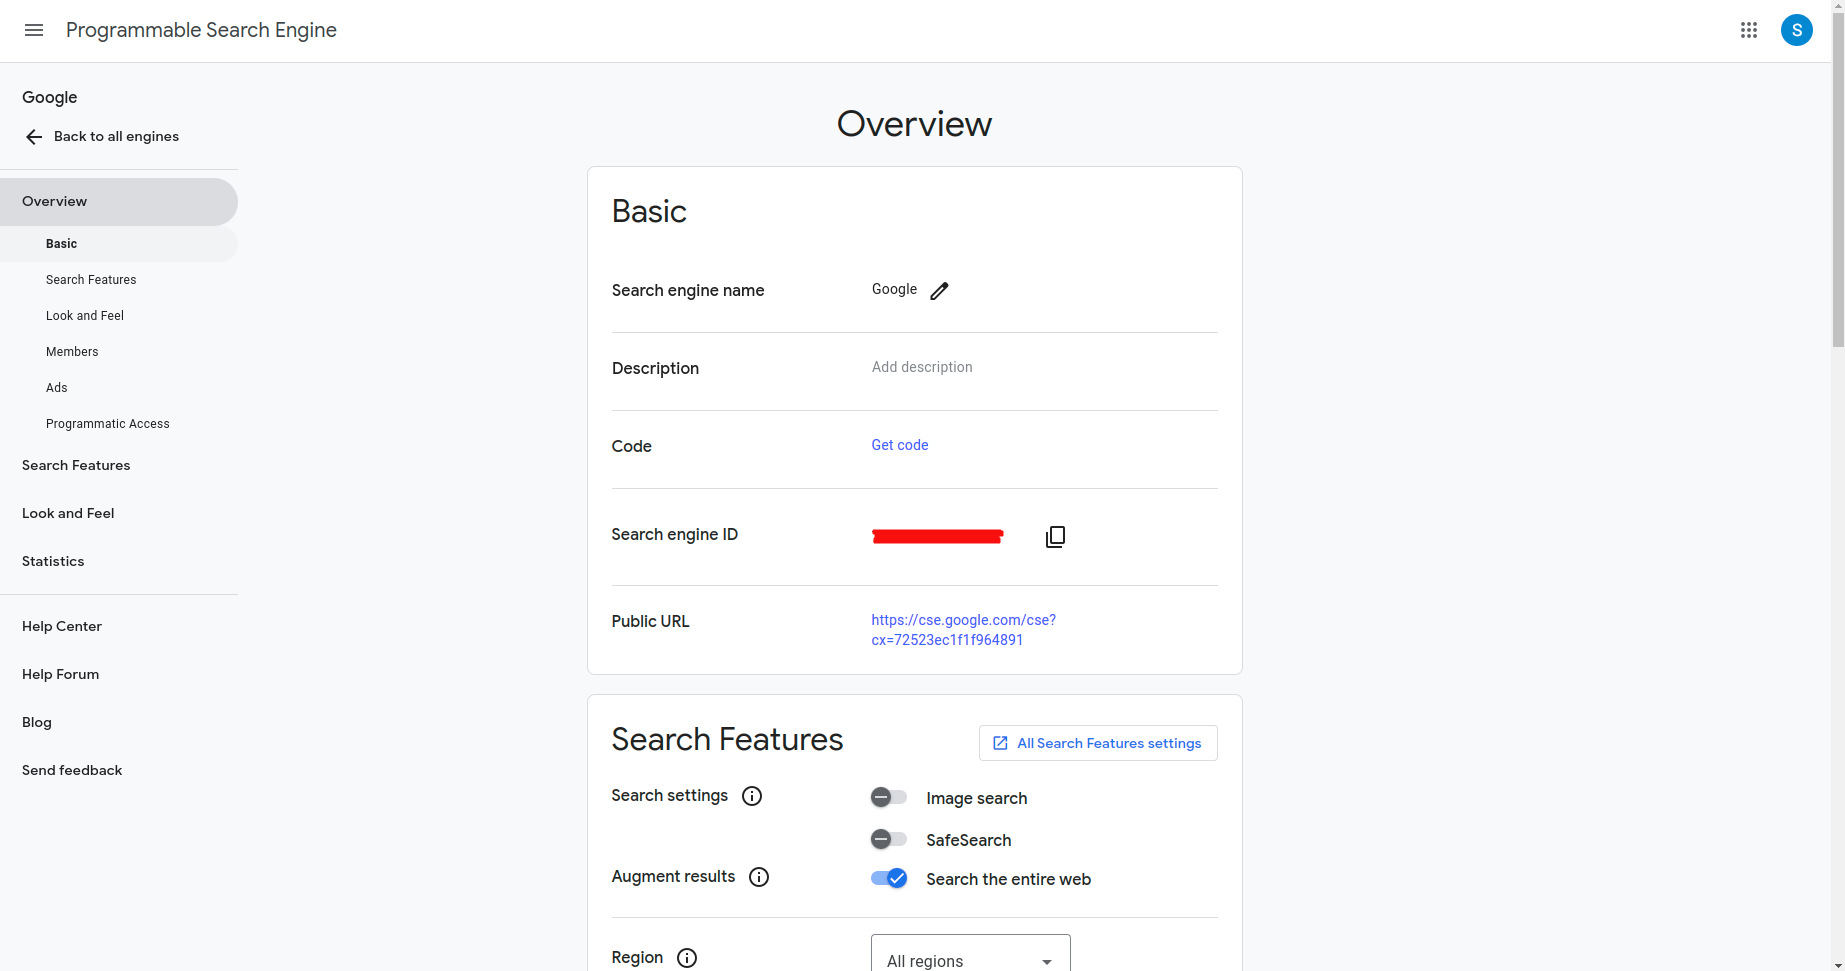 Programmable Search Engine
S
Google
Back to all engines
Overview
Basic
Search Features
Look and Feel
Members
Ads
Programmatic Access
Search Features
Look and Feel
Statistics
Help Center
Help Forum
Blog
Send feedback
Overview
Basic
Search engine name
Google
Description
Add description
Code
Get code
Search engine ID
Public URL
https://cse.google.com/cse?
cx=72523ec1f1f964891
Search Features
All Search Features settings
Search settings
Image search
SafeSearch
Augment results
Search the entire web
Region
All regions